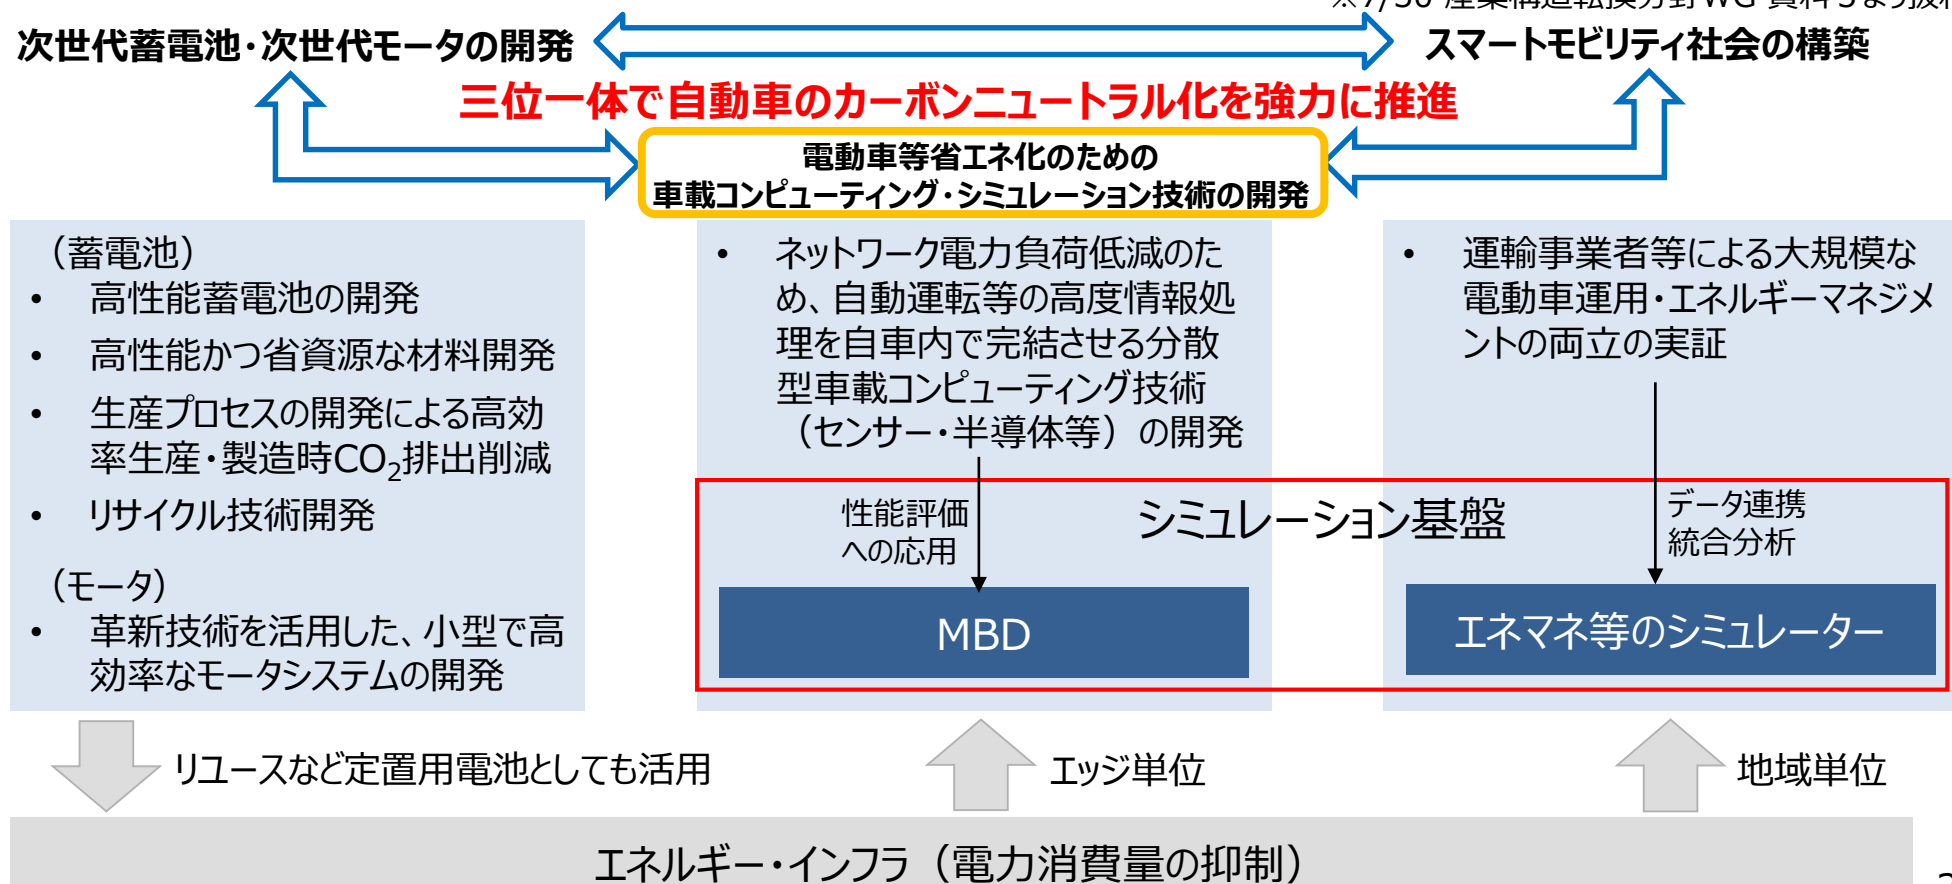 次世代蓄電池・次世代モータの開発
スマートモビリティ社会の構築
三位一体で自動車のカーボンニュートラル化を強力に推進
電動車等省エネ化のための
車載コンピューティング・シミュレーション技術の開発
（蓄電池）
• 高性能蓄電池の開発
• 高性能かつ省資源な材料開発
• 生産プロセスの開発による高効
率生産・製造時CO2排出削減
• リサイクル技術開発
（モータ）
• 革新技術を活用した、小型で高
効率なモータシステムの開発
• ネットワーク電力負荷低減のた
め、自動運転等の高度情報処
理を自車内で完結させる分散
型車載コンピューティング技術
（センサー・半導体等）の開発
• 運輸事業者等による大規模な
電動車運用・エネルギーマネジメ
ントの両立の実証
シミュレーション基盤
性能評価
への応用
データ連携
統合分析
MBD
エネマネ等のシミュレーター
リユースなど定置用電池としても活用
エッジ単位
地域単位
エネルギー・インフラ（電力消費量の抑制）